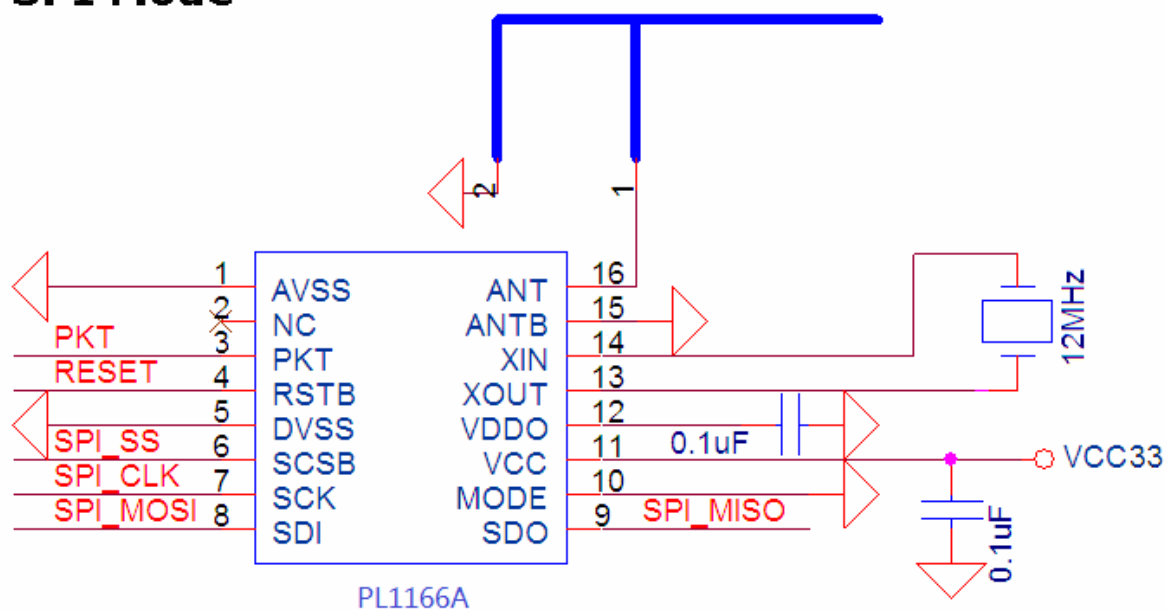 SPI Mode
2
1
1
AVSS
2
NC
PKT
3
PKT
RESET
4
RSTB
5
DVSS
SPI_SS
6
SCSB
SPI_CLK
7
SCK
SPI_MOSI
8
SDI
ANT
16
ANTB
15
XIN
14
XOUT
13
VDDO
12
0.1uF
VCC
11
VCC33
MODE
10
SDO
9
SPI_MISO
12MHz
0.1uF
PL1166A